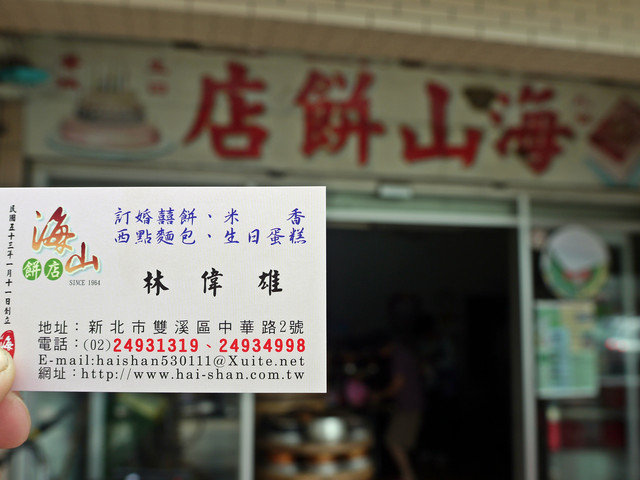 海山餅店
民國五十三年一月十一日創立
海山
餅店
SINCE 1964
訂婚囍餅、米 香
西點麵包、生日蛋糕
林偉雄
地址：新北市雙溪區中華路2號
電話：(02)24931319、24934998
E-mail:haishan530111@Xuite.net
網址：http://www.hai-shan.com.tw
海